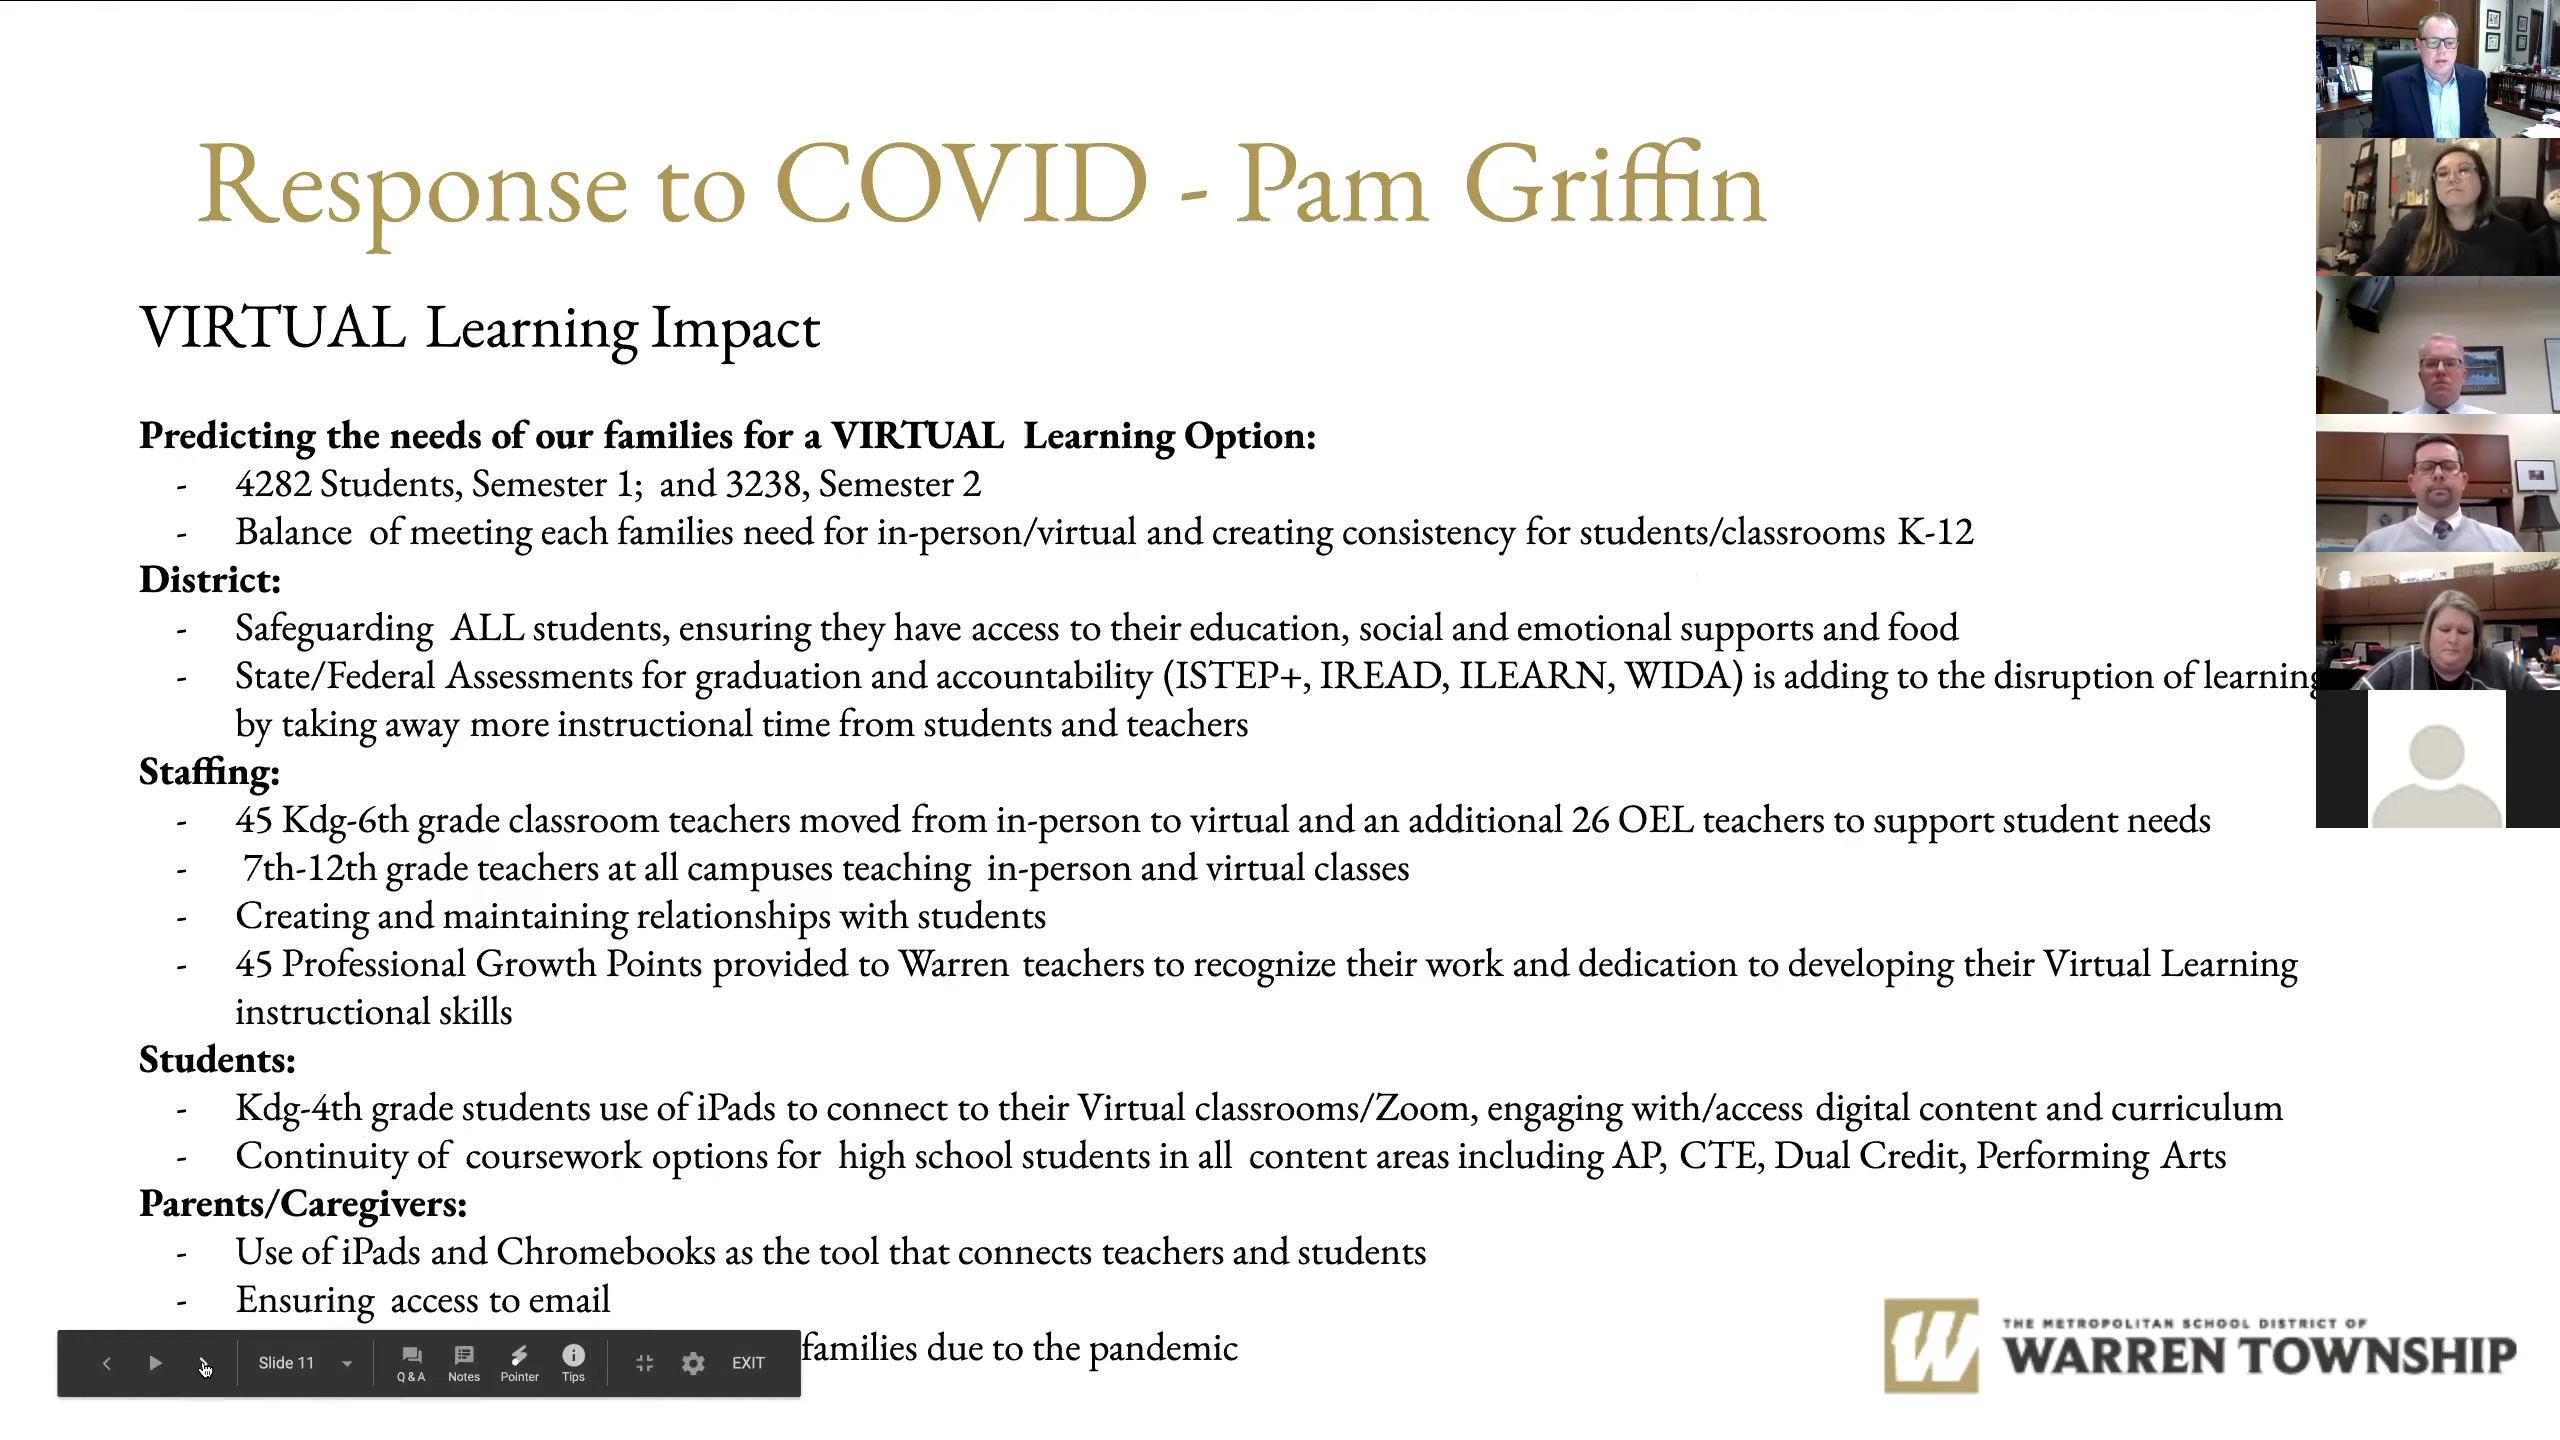 Response to COVID - Pam Griffin
VIRTUAL Learning Impact
Predicting the needs of our families for a VIRTUAL Learning Option:
- 4282 Students, Semester 1; and 3238, Semester 2
- Balance of meeting each families need for in-person/virtual and creating consistency for students/classrooms K-12
District:
- Safeguarding ALL students, ensuring they have access to their education, social and emotional supports and food
- State/Federal Assessments for graduation and accountability (ISTEP+, IREAD, ILEARN, WIDA) is adding to the disruption of learning
by taking away more instructional time from students and teachers
Staffing:
- 45 Kdg-6th grade classroom teachers moved from in-person to virtual and an additional 26 OEL teachers to support student needs
- 7th-12th grade teachers at all campuses teaching in-person and virtual classes
- Creating and maintaining relationships with students
- 45 Professional Growth Points provided to Warren teachers to recognize their work and dedication to developing their Virtual Learning
instructional skills
Students:
- Kdg-4th grade students use of iPads to connect to their Virtual classrooms/Zoom, engaging with/access digital content and curriculum
- Continuity of coursework options for high school students in all content areas including AP, CTE, Dual Credit, Performing Arts
Parents/Caregivers:
- Use of iPads and Chromebooks as the tool that connects teachers and students
- Ensuring access to email
families due to the pandemic
Slide 11
Q & A
Notes
Pointer
Tips
EXIT
W
THE METROPOLITAN SCHOOL DISTRICT OF
WARREN TOWNSHIP